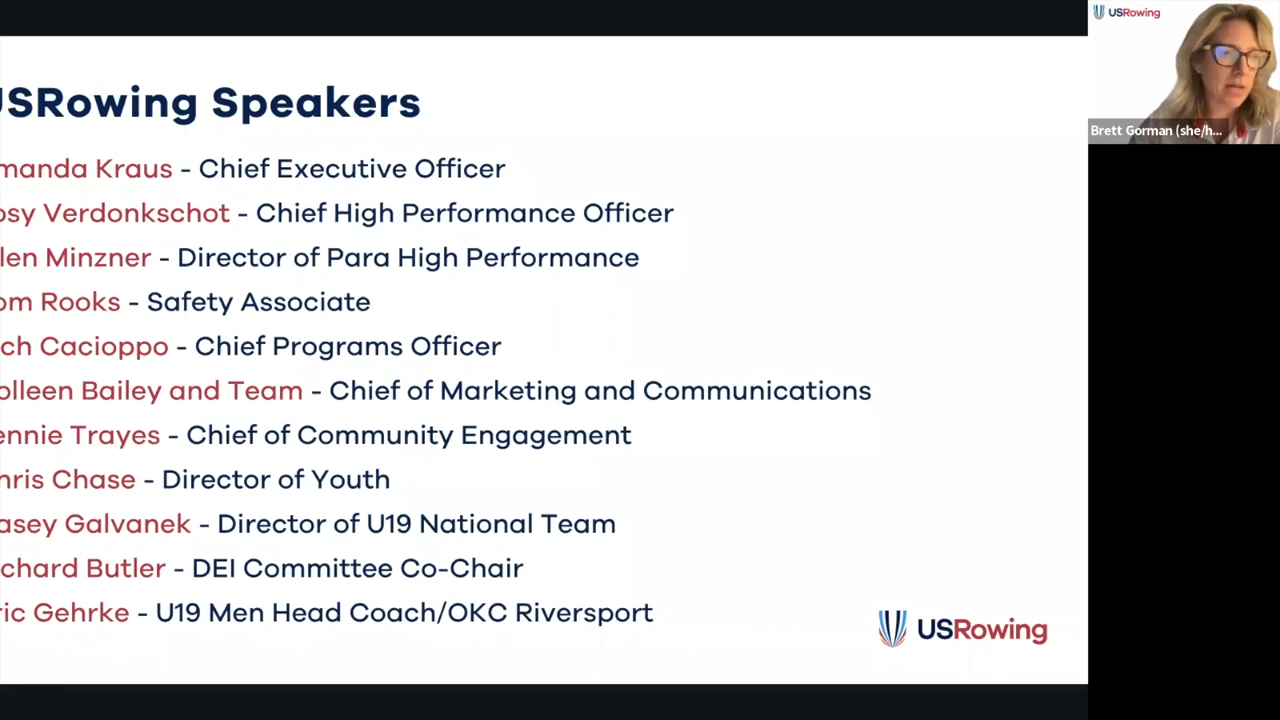 USRowing Speakers
manda Kraus - Chief Executive Officer
osy Verdonkschot - Chief High Performance Officer
llen Minzner - Director of Para High Performance
om Rooks - Safety Associate
ich Cacioppo - Chief Programs Officer
olleen Bailey and Team - Chief of Marketing and Communications
ennie Trayes - Chief of Community Engagement
hris Chase - Director of Youth
asey Galvanek - Director of U19 National Team
ichard Butler - DEI Committee Co-Chair
ric Gehrke - U19 Men Head Coach/OKC Riversport
USRowing
USRowing
Brett Gorman (she/h...